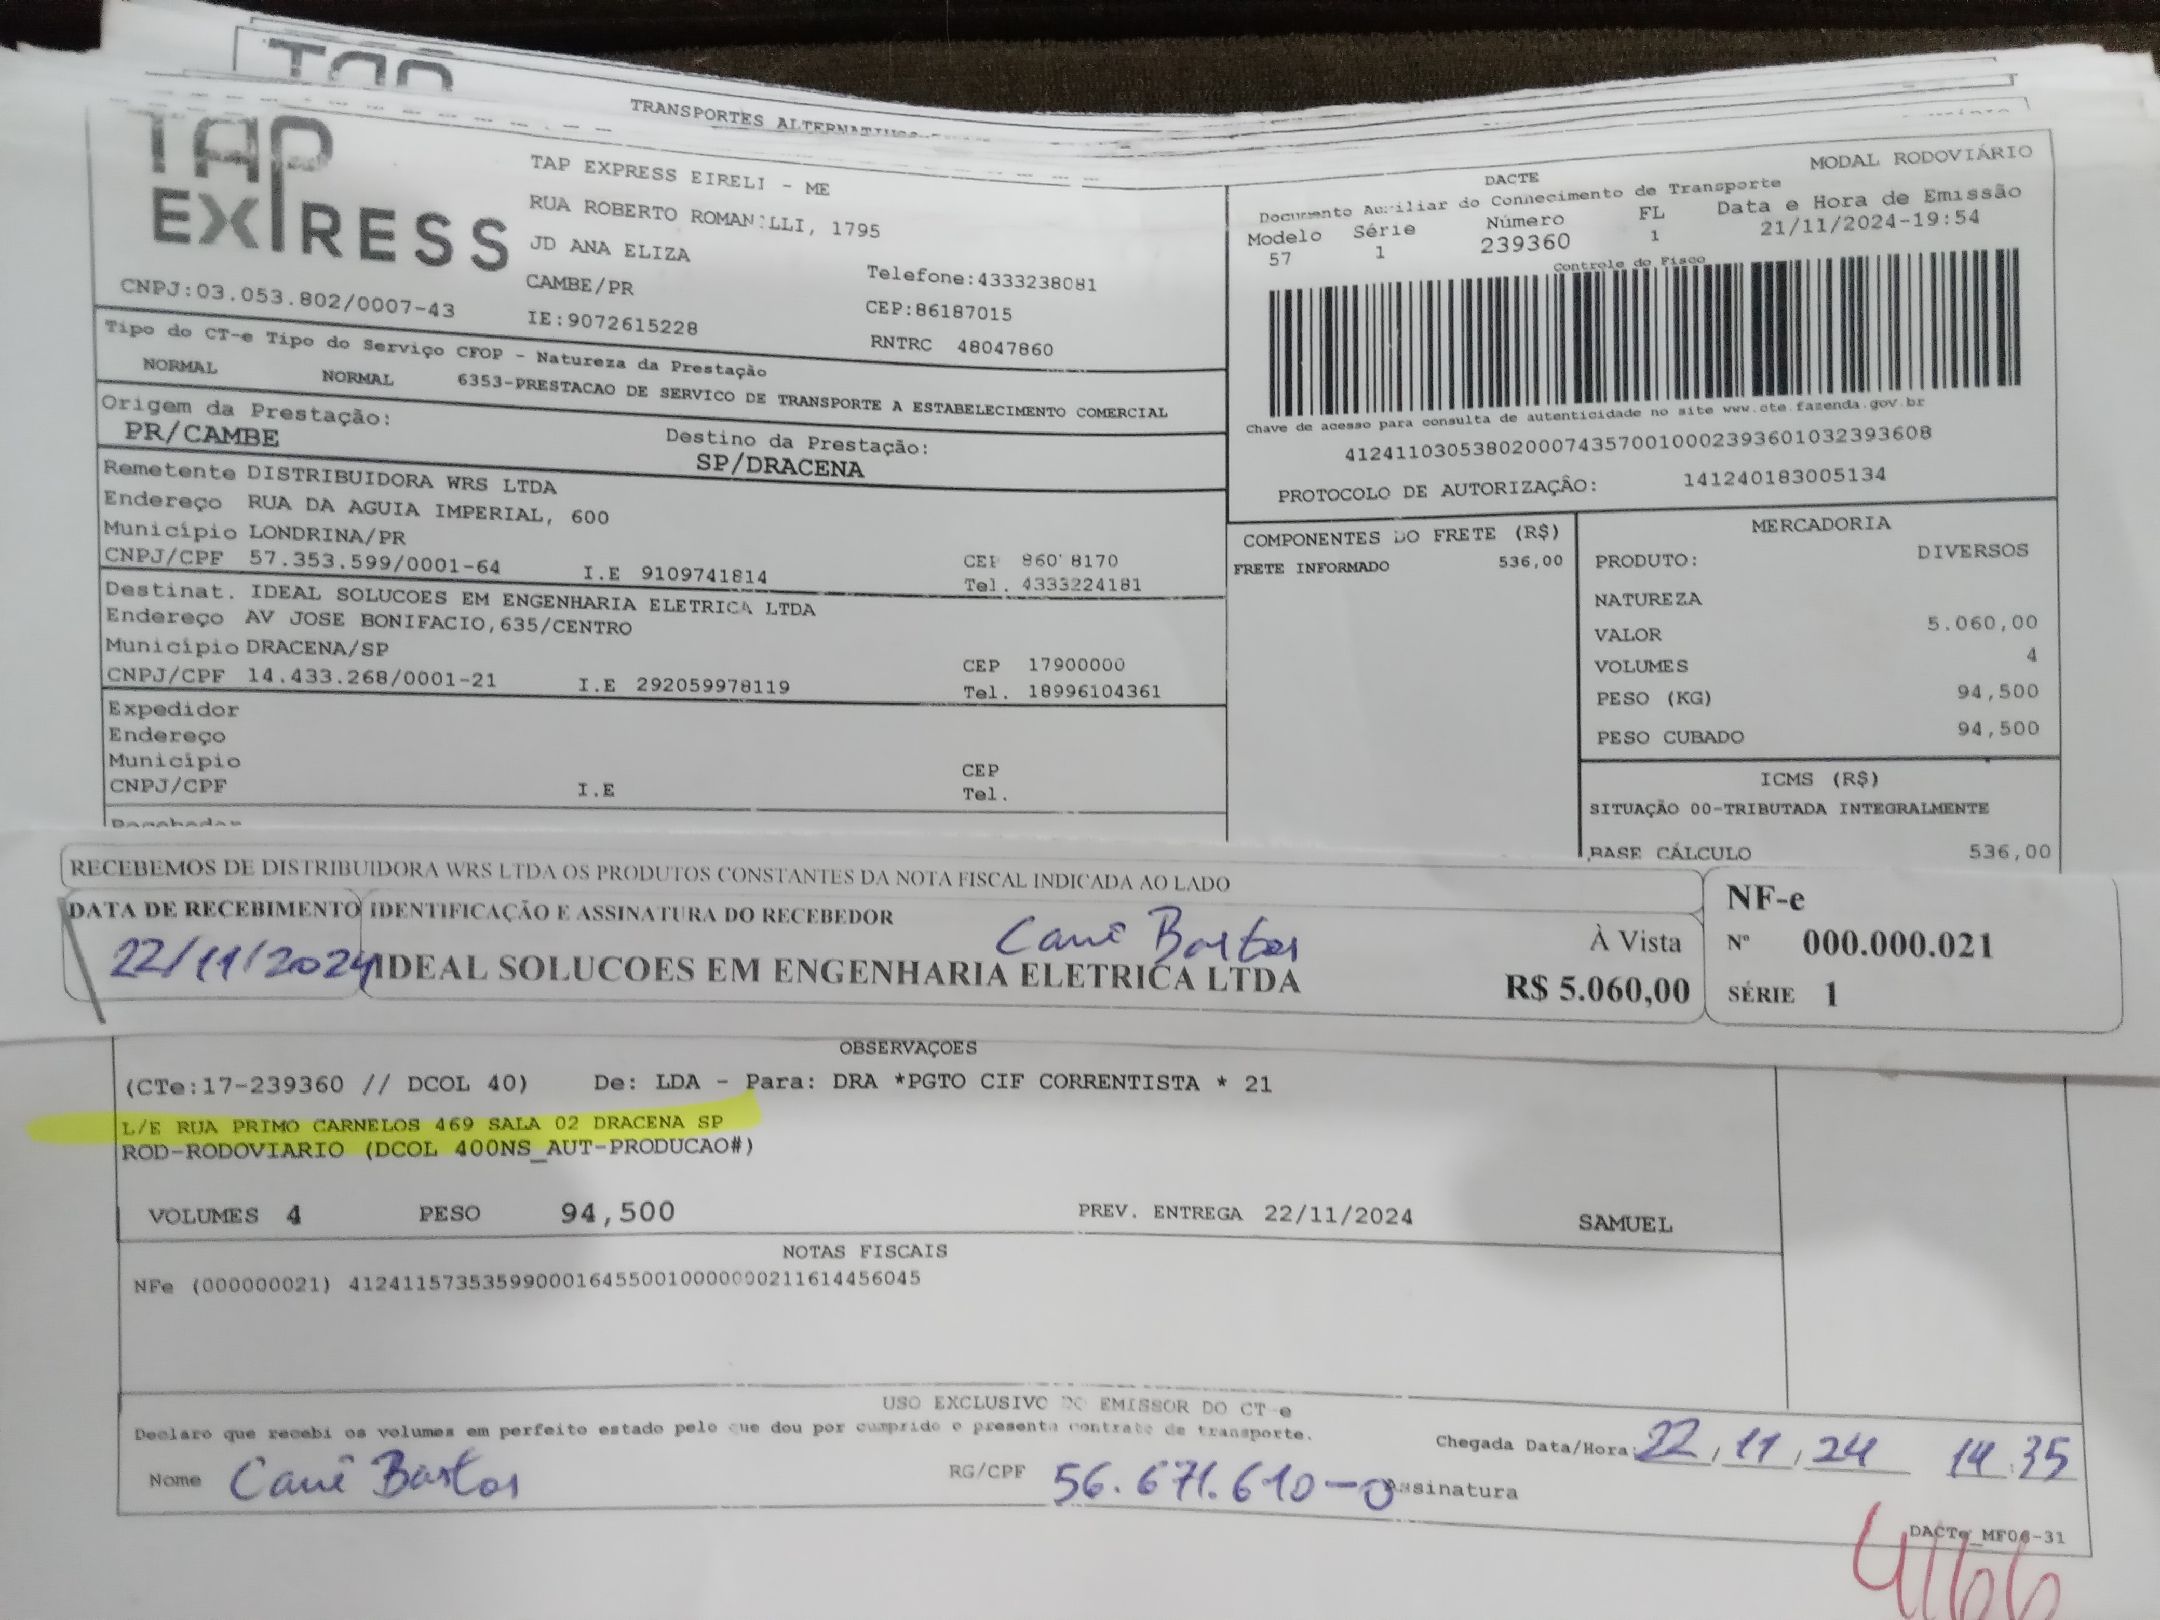 TAP
TRANSPORTES ALTERNATIVOS
TAP
EXPRESS
CNPJ:03.053.802/0007-43
TAP EXPRESS EIRELI - ME
RUA ROBERTO ROMANELLI, 1795
JD ANA ELIZA
CAMBE/PR
IE:9072615228
Telefone:4333238081
CEP:86187015
RNTRC 48047860
MODAL RODOVIÁRIO
DACTE
Documento Auxiliar do Connecimento de Transporte
Modelo Série Número FL Data e Hora de Emissão
57 1 239360 1 21/11/2024-19:54
Controle do Fisco
Chave de acesso para consulta de autenticidade no site www.cte.fazenda.gov.br
41241103053802000743570010002393601032393608
PROTOCOLO DE AUTORIZAÇÃO: 141240183005134
Tipo do CT-e Tipo do Serviço CFOP - Natureza da Prestação
NORMAL NORMAL 6353-PRESTACAO DE SERVICO DE TRANSPORTE A ESTABELECIMENTO COMERCIAL
Origem da Prestação: Destino da Prestação:
PR/CAMBE SP/DRACENA
Remetente DISTRIBUIDORA WRS LTDA
Endereço RUA DA AGUIA IMPERIAL, 600
Município LONDRINA/PR CEP 860 8170
CNPJ/CPF 57.353.599/0001-64 I.E 9109741814 Tel. 4333224181
Destinat. IDEAL SOLUCOES EM ENGENHARIA ELETRICA LTDA
Endereço AV JOSE BONIFACIO,635/CENTRO
Município DRACENA/SP CEP 17900000
CNPJ/CPF 14.433.268/0001-21 I.E 292059978119 Tel. 18996104361
Expedidor
Endereço
Município CEP
CNPJ/CPF I.E Tel.
COMPONENTES DO FRETE (R$)
FRETE INFORMADO 536,00
MERCADORIA
PRODUTO: DIVERSOS
NATUREZA
VALOR 5.060,00
VOLUMES 4
PESO (KG) 94,500
PESO CUBADO 94,500
ICMS (R$)
SITUAÇÃO 00-TRIBUTADA INTEGRALMENTE
BASE CÁLCULO 536,00
RECEBEMOS DE DISTRIBUIDORA WRS LTDA OS PRODUTOS CONSTANTES DA NOTA FISCAL INDICADA AO LADO
DATA DE RECEBIMENTO IDENTIFICAÇÃO E ASSINATURA DO RECEBEDOR
Cauê Bastos
22/11/2024 IDEAL SOLUCOES EM ENGENHARIA ELETRICA LTDA
À Vista
R$ 5.060,00
NF-e
Nº 000.000.021
SÉRIE 1
OBSERVAÇOES
(CTe:17-239360 // DCOL 40) De: LDA - Para: DRA *PGTO CIF CORRENTISTA * 21
L/E RUA PRIMO CARNELOS 469 SALA 02 DRACENA SP
ROD-RODOVIARIO (DCOL 400NS_AUT-PRODUCAO#)
VOLUMES 4 PESO 94,500 PREV. ENTREGA 22/11/2024 SAMUEL
NOTAS FISCAIS
NFe (000000021) 41241157353599000164550010000000211614456045
USO EXCLUSIVO DO EMISSOR DO CT-e
Declaro que recebi os volumes em perfeito estado pelo que dou por cumprido o presente contrato de transporte.
Chegada Data/Hora: 22/11/24 14:35
Nome Cauê Bastos RG/CPF 56.671.610-0 Assinatura
DACTe_MF06-31
4166